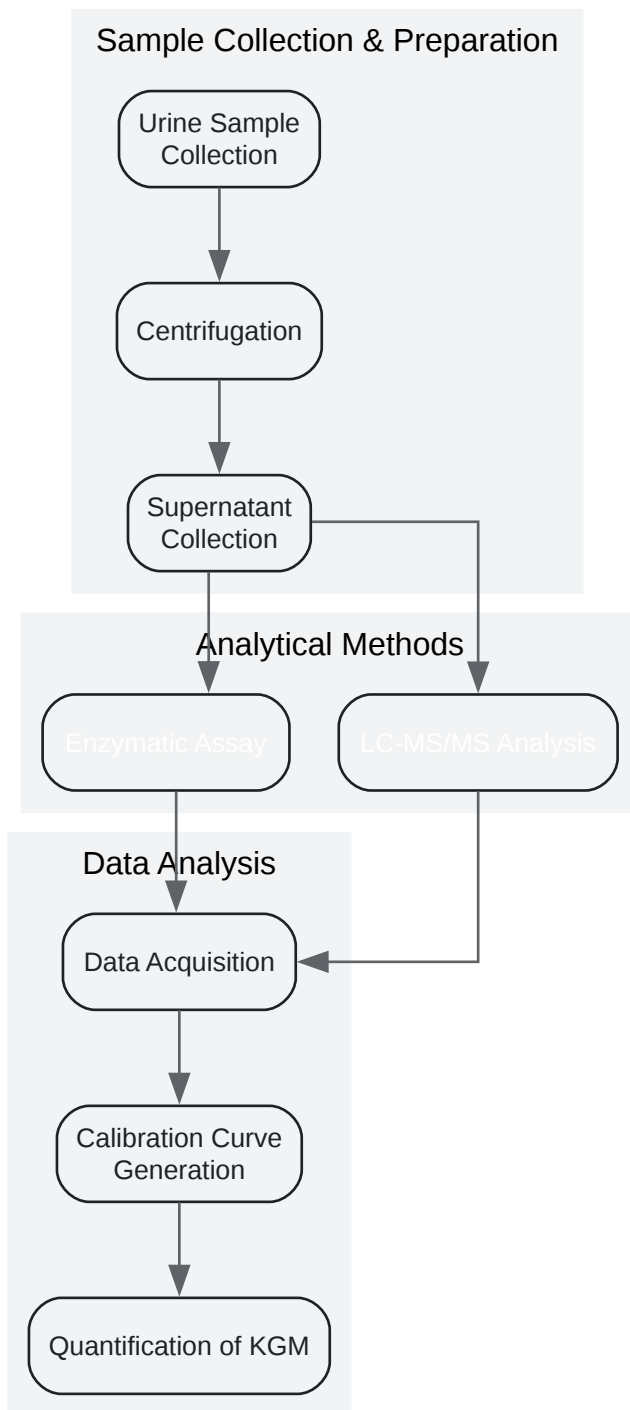 Sample Collection & Preparation
Urine Sample
Collection
Centrifugation
Supernatant
Collection
Analytical Methods
Enzymatic Assay
LC-MS/MS Analysis
Data Analysis
Data Acquisition
Calibration Curve
Generation
Quantification of KGM